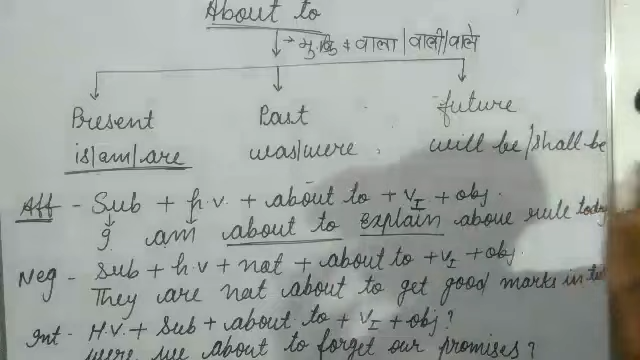 About to
→ मु. क्रि + वाला | वाली | वाले
Present Past future
is/am/are was/were. will be/shall be
Aff - Sub + h.v. + about to + V1 + obj.
I am about to explain above rule today
Neg - Sub + h.v + not + about to + V1 + obj.
They are not about to get good marks in
Int - H.V. + Sub + about to + V1 + obj?
were we about to forget our promises?